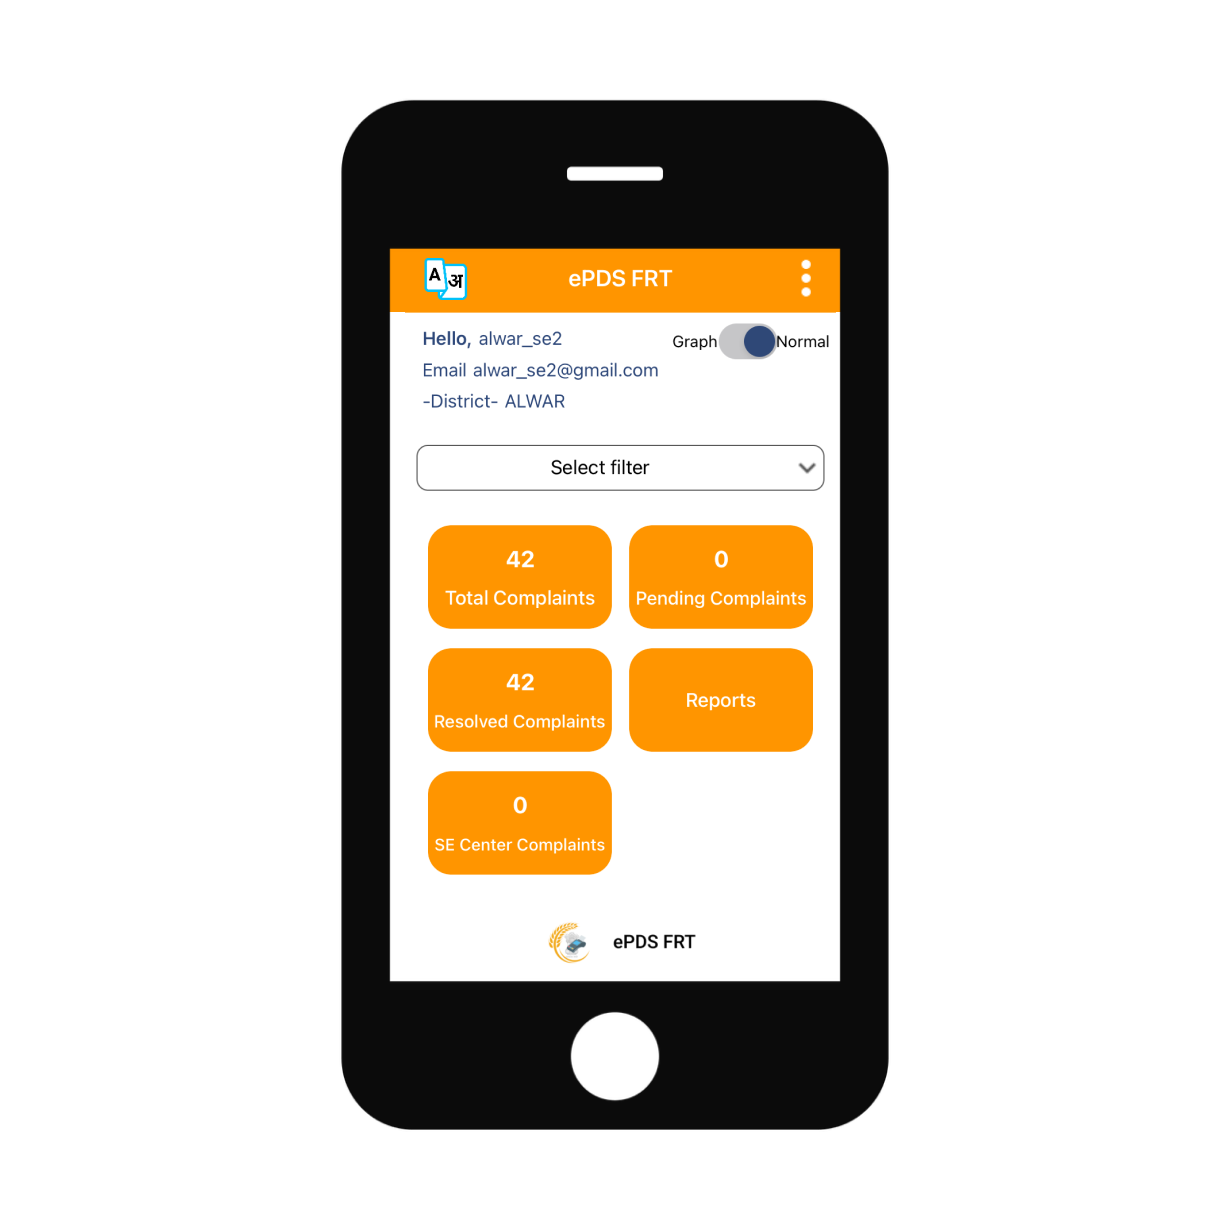 A अ
ePDS FRT
Hello, alwar_se2
Graph Normal
Email alwar_se2@gmail.com
-District- ALWAR
Select filter
42
Total Complaints
0
Pending Complaints
42
Resolved Complaints
Reports
0
SE Center Complaints
ePDS FRT